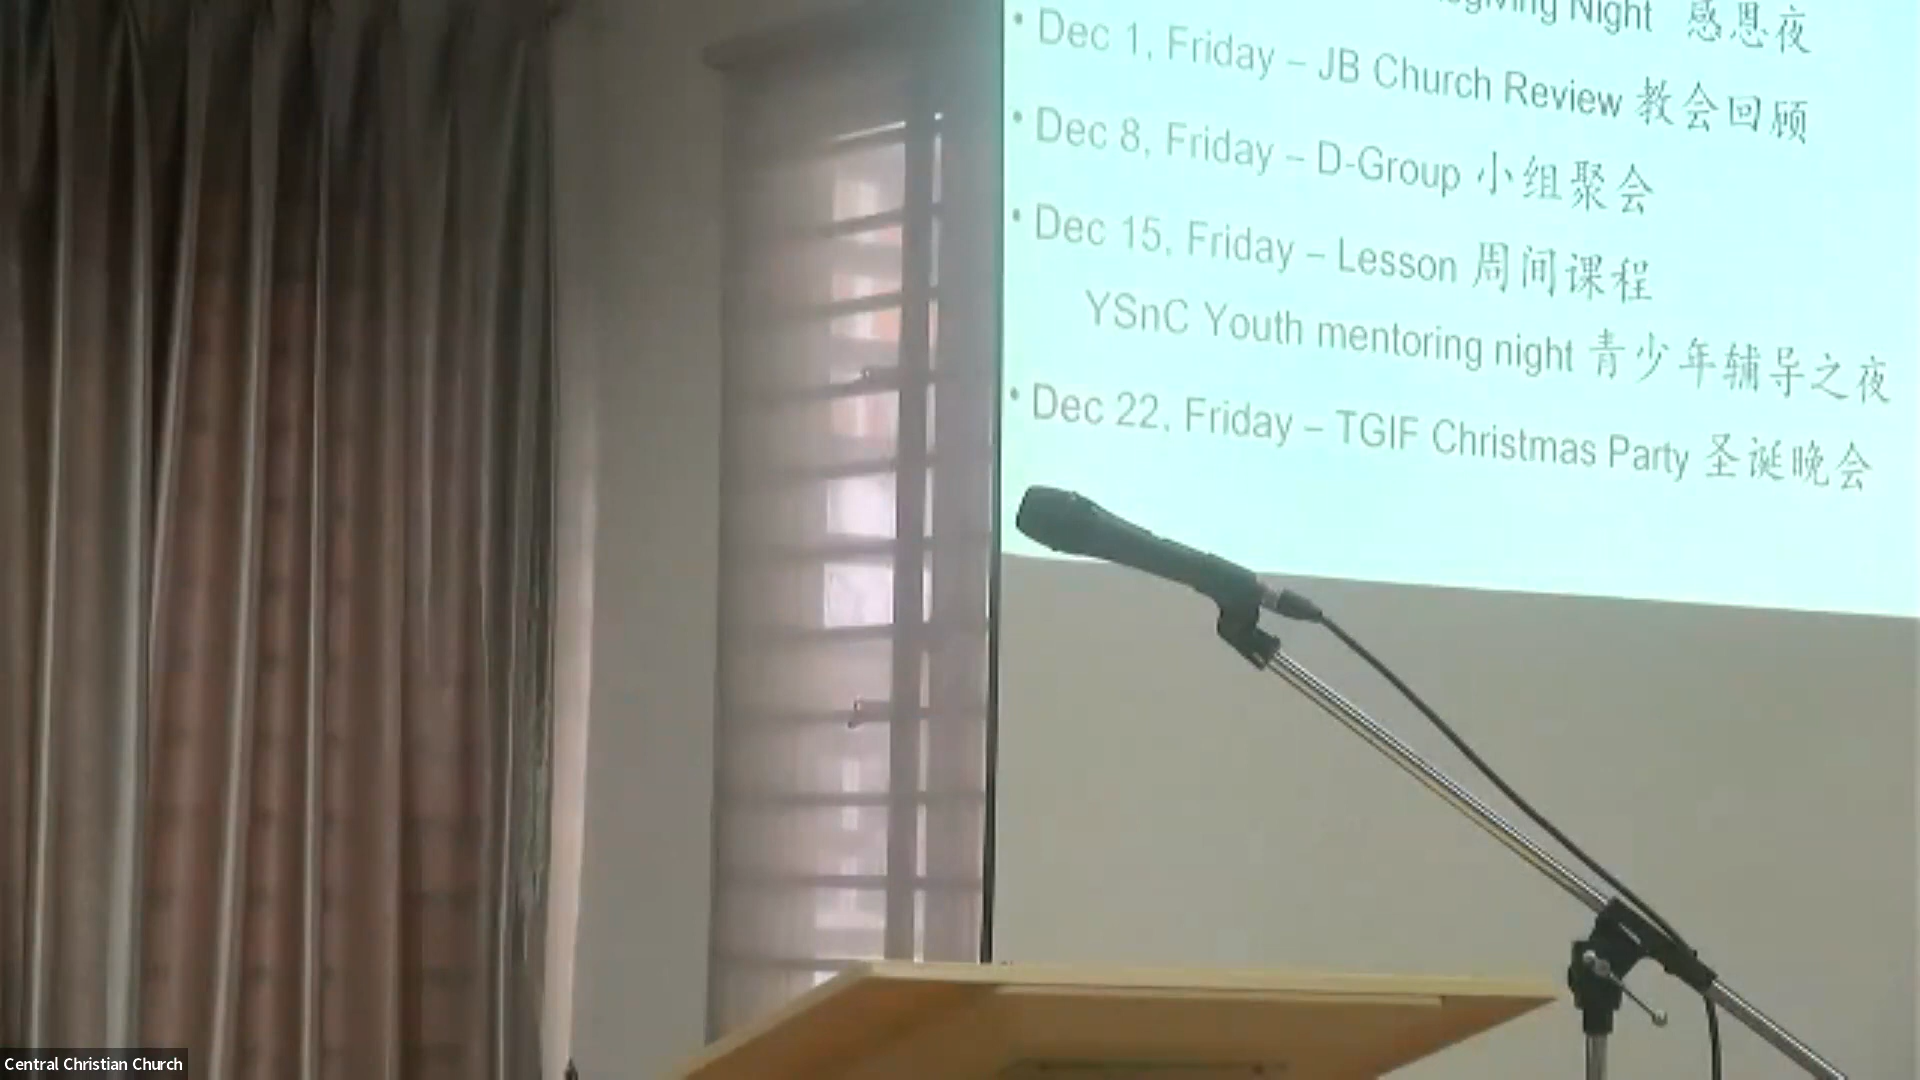 Night 感恩夜
• Dec 1, Friday – JB Church Review 教会回顾
• Dec 8, Friday – D-Group 小组聚会
• Dec 15, Friday – Lesson 周间课程
YSnC Youth mentoring night 青少年辅导之夜
• Dec 22, Friday – TGIF Christmas Party 圣诞晚会
Central Christian Church